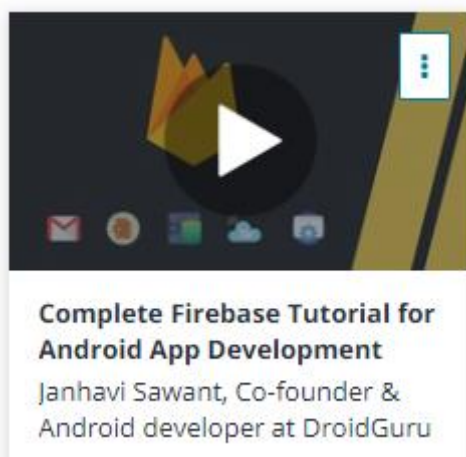 Complete Firebase Tutorial for
Android App Development
Janhavi Sawant, Co-founder &
Android developer at DroidGuru